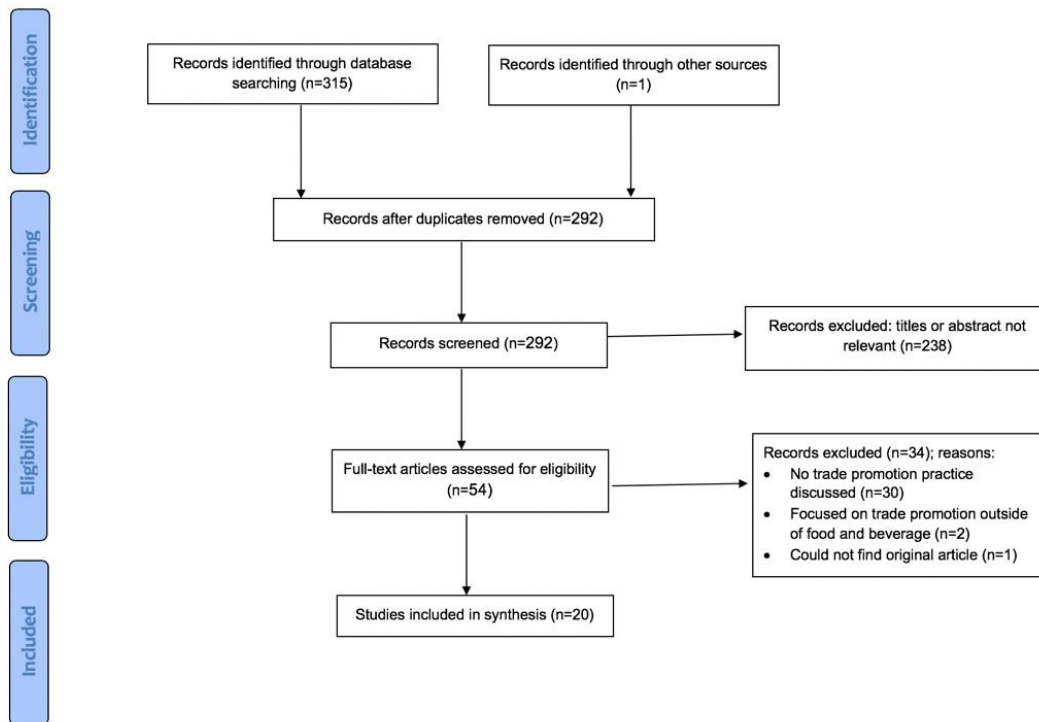 Identification
Records identified through database
searching (n=315)
Records identified through other sources
(n=1)
Screening
Records after duplicates removed (n=292)
Records screened (n=292)
Records excluded: titles or abstract not
relevant (n=238)
Eligibility
Full-text articles assessed for eligibility
(n=54)
Records excluded (n=34); reasons:
• No trade promotion practice
discussed (n=30)
• Focused on trade promotion outside
of food and beverage (n=2)
• Could not find original article (n=1)
Included
Studies included in synthesis (n=20)